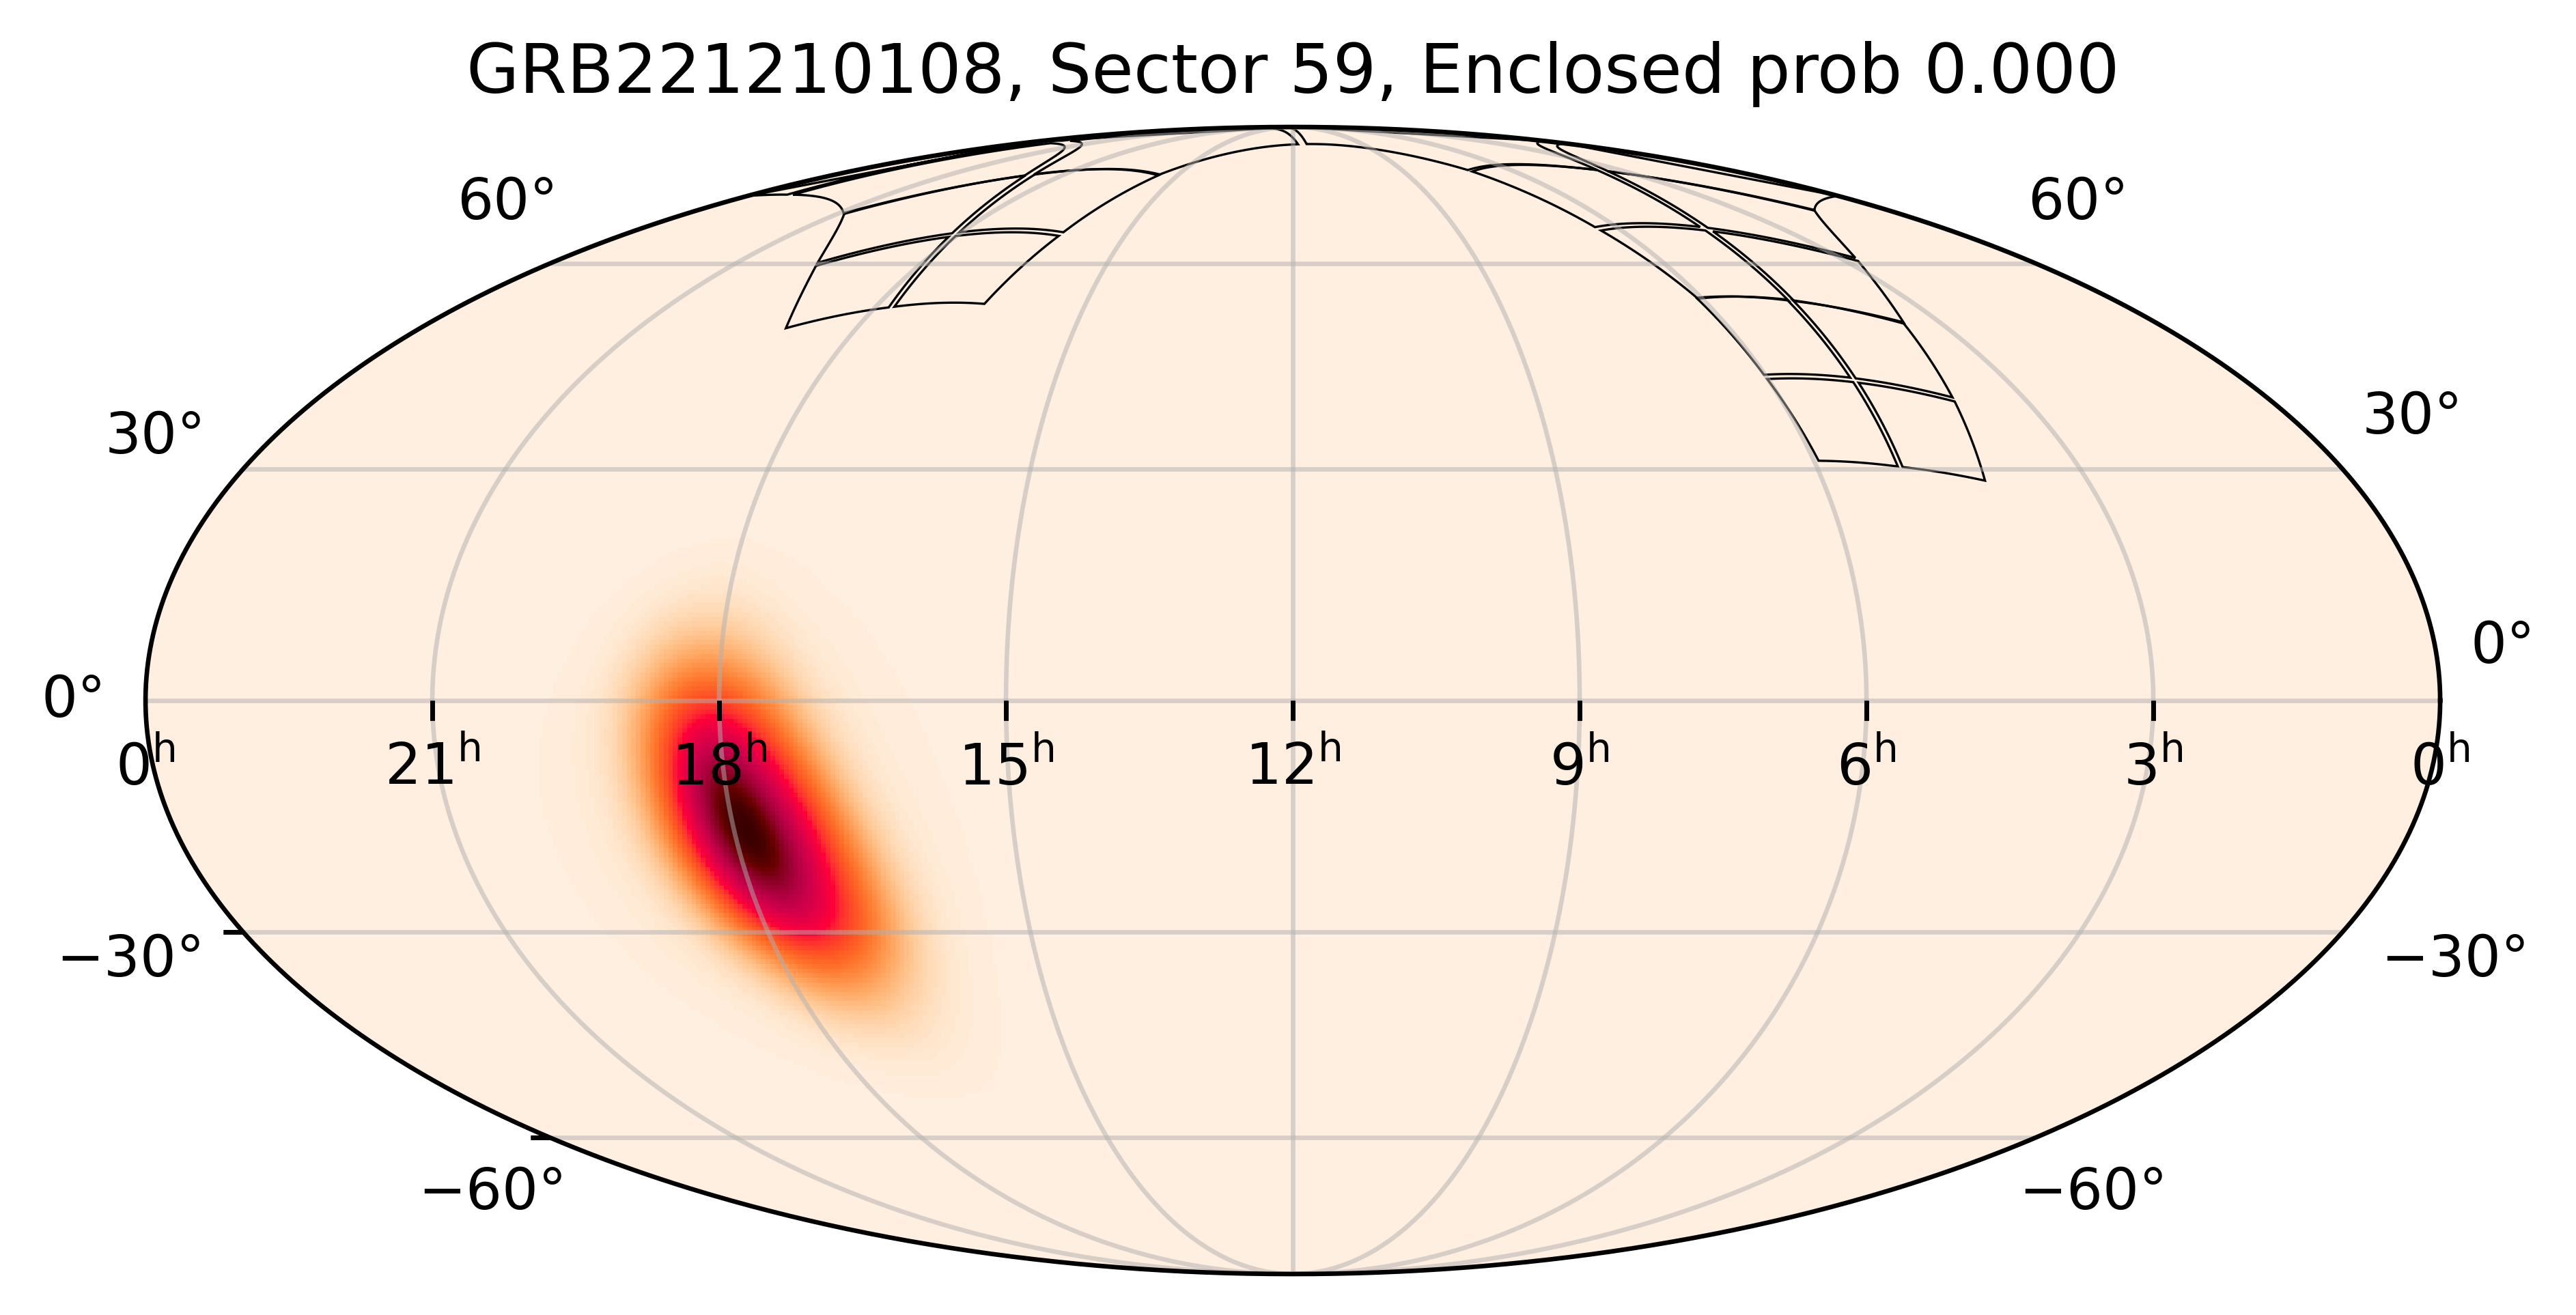 GRB221210108, Sector 59, Enclosed prob 0.000
60° 60°
30° 30°
0° 0°
0h 21h 18h 15h 12h 9h 6h 3h 0h
−30° −30°
−60° −60°